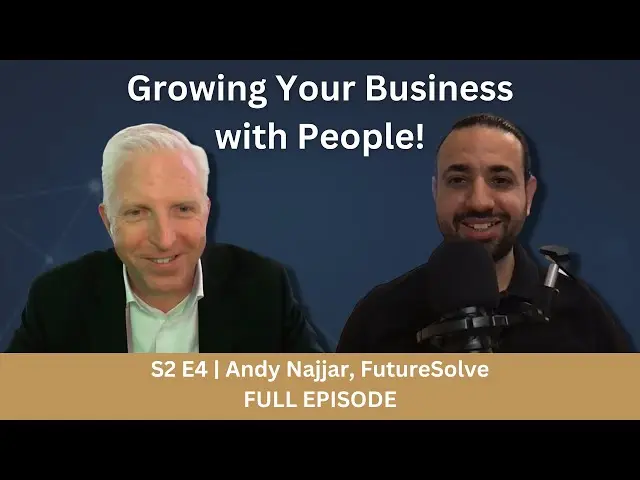 Growing Your Business
with People!
S2 E4 | Andy Najjar, FutureSolve
FULL EPISODE